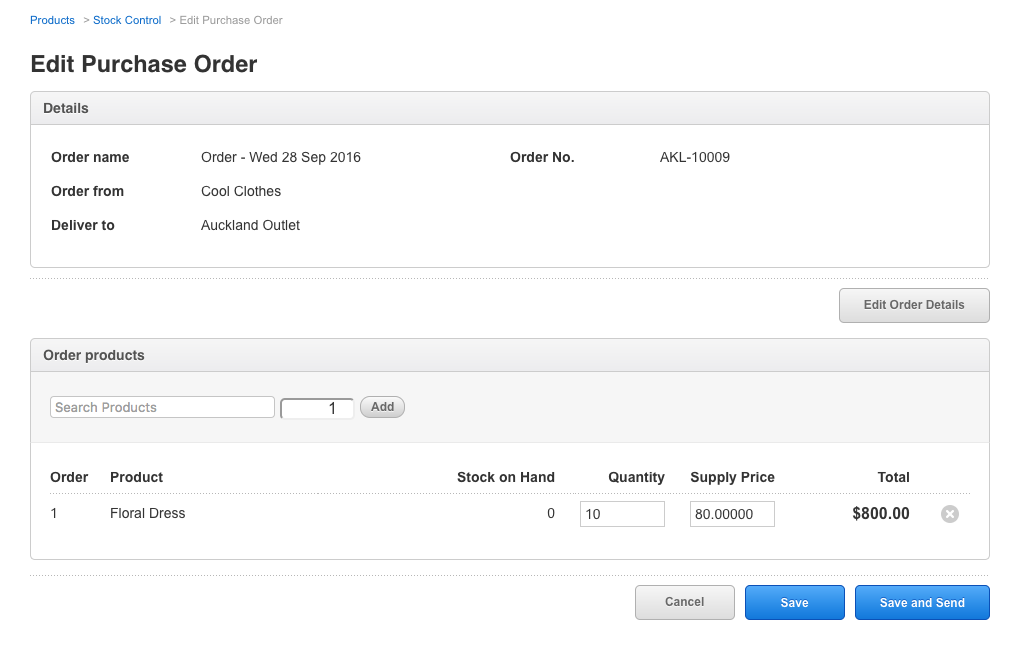 Products > Stock Control > Edit Purchase Order
Edit Purchase Order
Details
Order name Order - Wed 28 Sep 2016 Order No. AKL-10009
Order from Cool Clothes
Deliver to Auckland Outlet
Edit Order Details
Order products
Search Products 1 Add
Order Product Stock on Hand Quantity Supply Price Total
1 Floral Dress 0 10 80.00000 $800.00
Cancel Save Save and Send